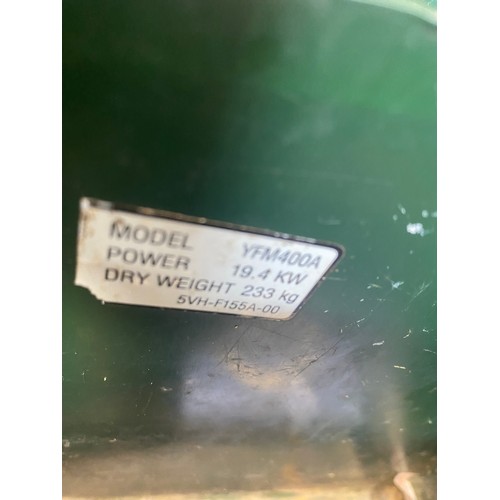 MODEL YFM400A
POWER 19.4 KW
DRY WEIGHT 233 kg
5VH-F155A-00